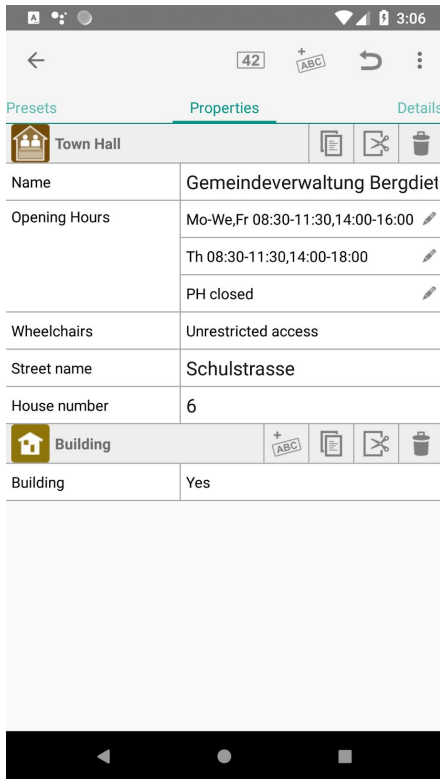 A 3:06
42 + ABC
Presets Properties Details
Town Hall
Name Gemeindeverwaltung Bergdiet
Opening Hours Mo-We,Fr 08:30-11:30,14:00-16:00
Th 08:30-11:30,14:00-18:00
PH closed
Wheelchairs Unrestricted access
Street name Schulstrasse
House number 6
Building + ABC
Building Yes